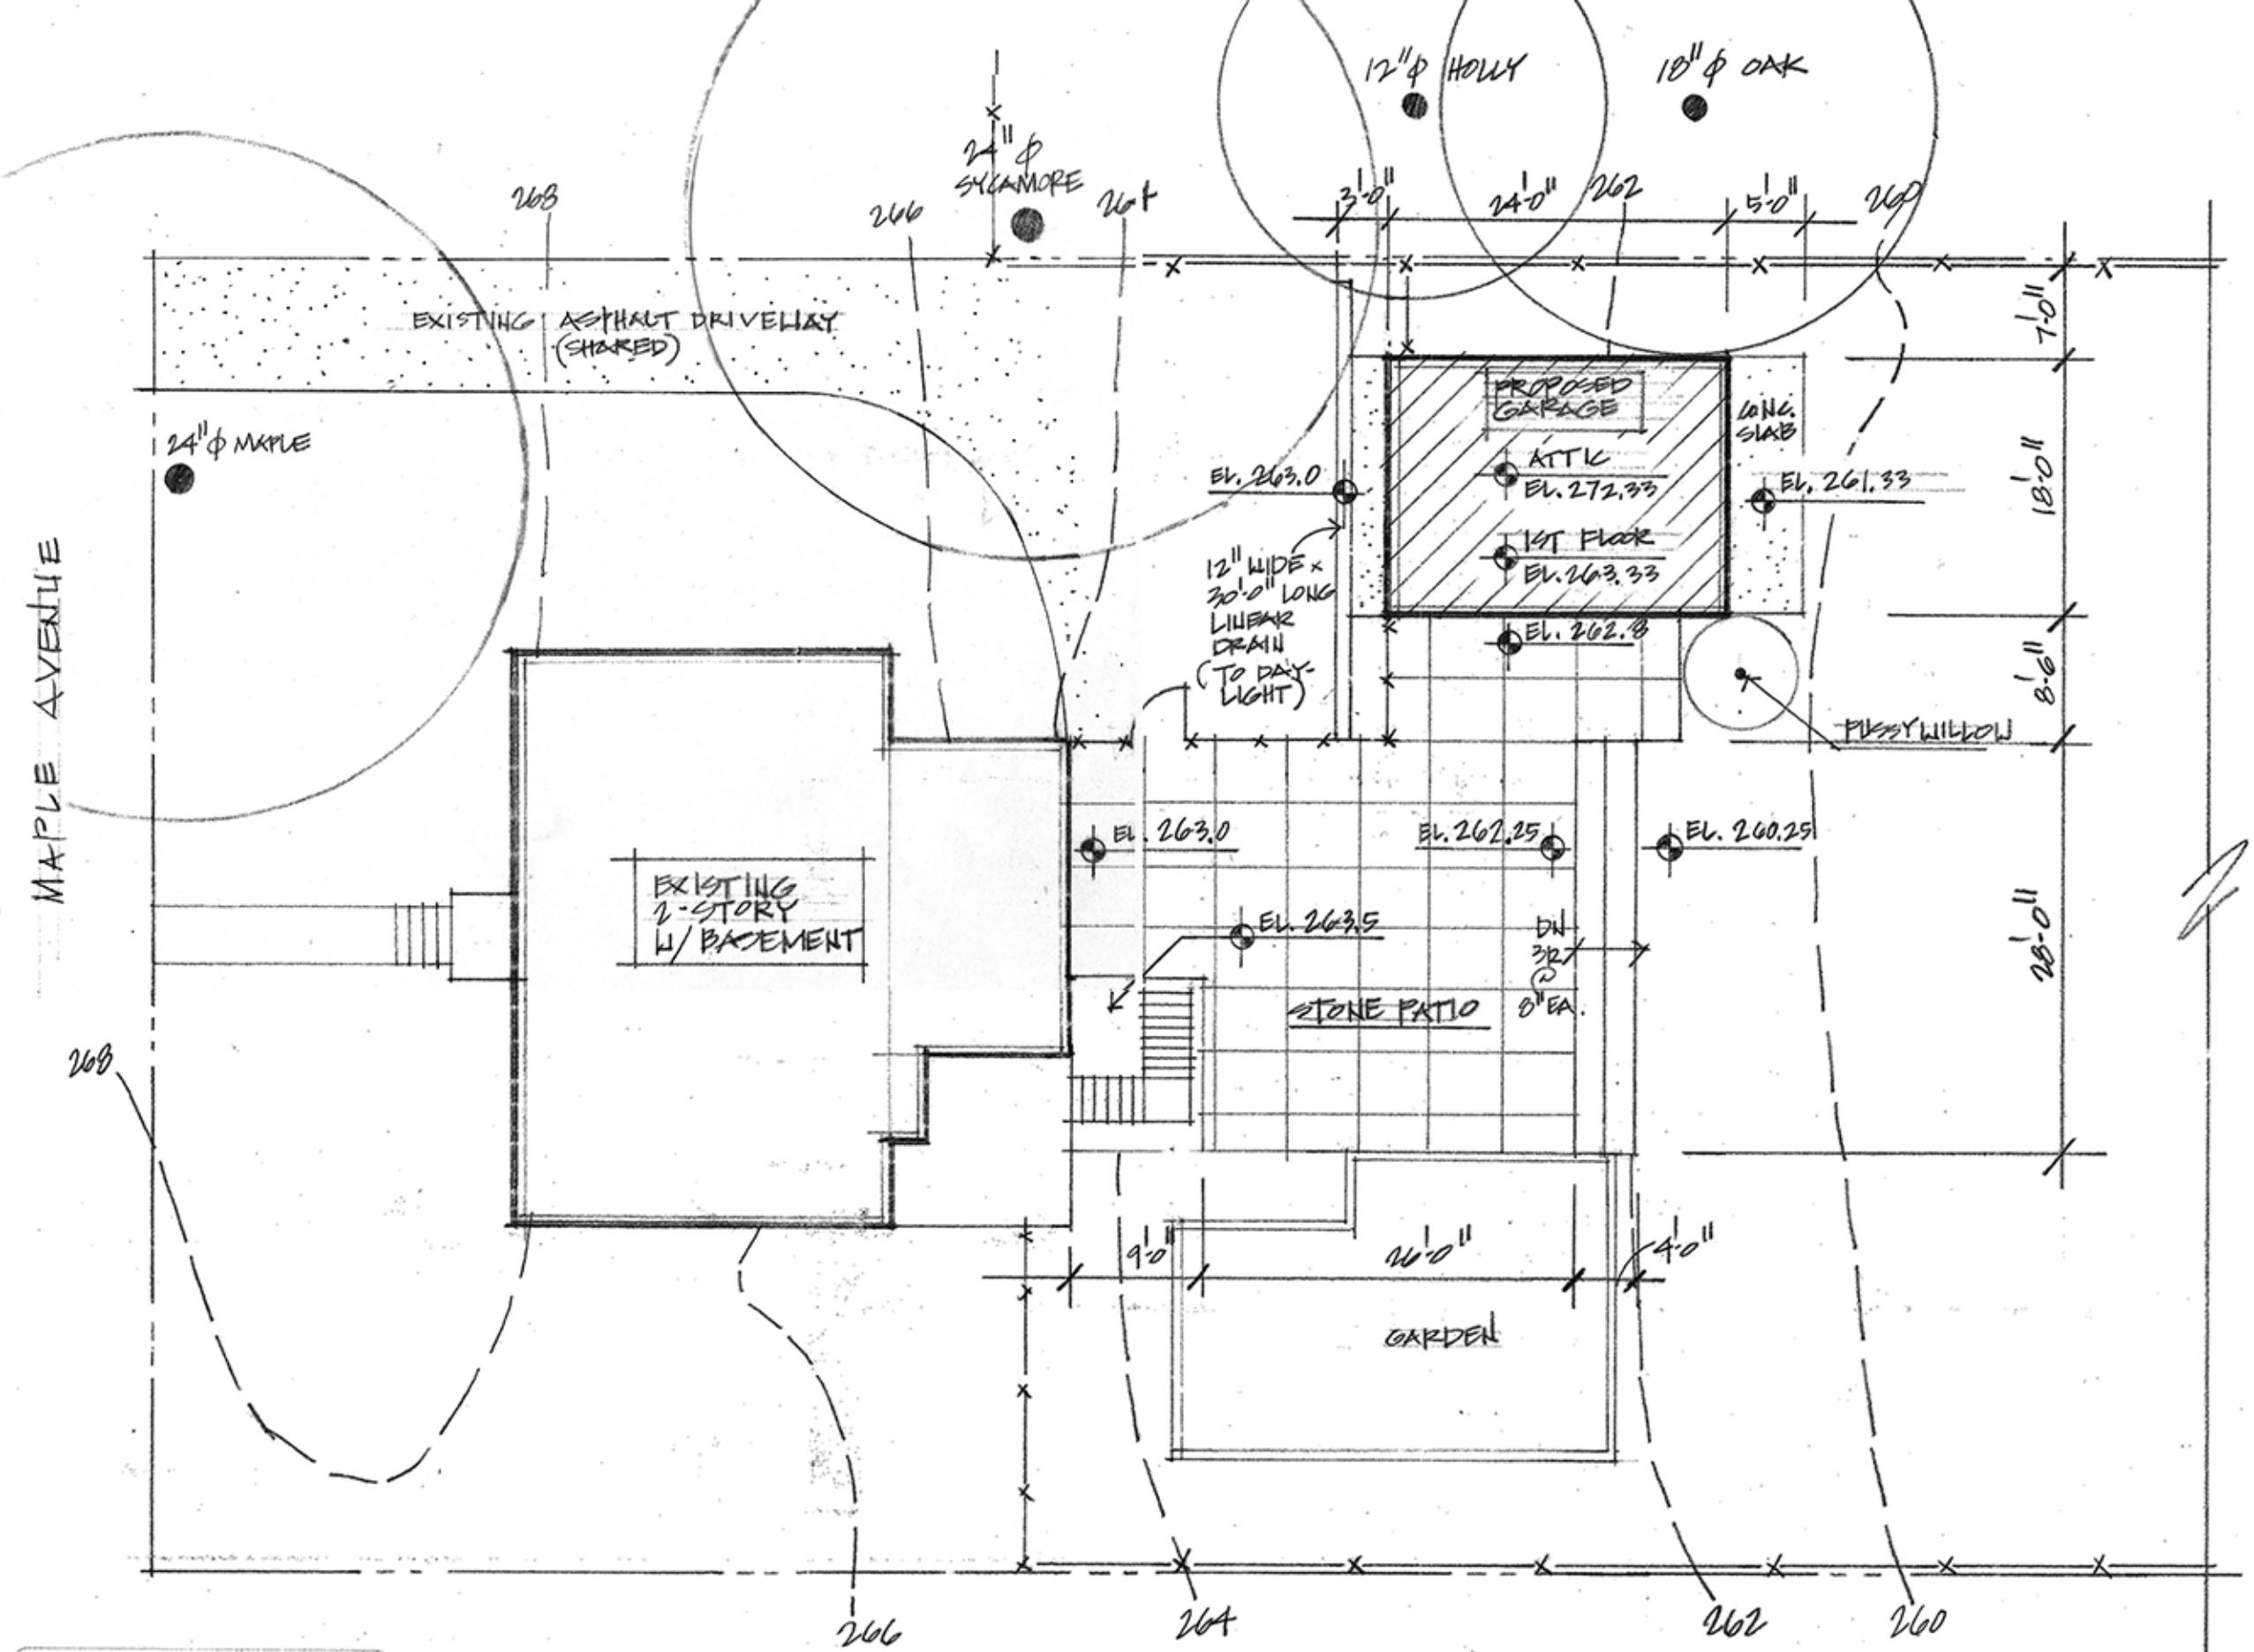 12"ϕ HOLLY
18"ϕ OAK
24"ϕ
SYCAMORE
268
266
264
3'-0"
24'-0"
262
5'-0"
260
EXISTING ASPHALT DRIVEWAY
(SHARED)
7'-0"
PROPOSED
GARAGE
CONC.
SLAB
24"ϕ MAPLE
EL. 263.0
ATTIC
EL. 272.33
EL. 261.33
18'-0"
1ST FLOOR
EL. 263.33
12" WIDE x
30'-0" LONG
LINEAR
DRAIN
(TO DAY-
LIGHT)
EL. 262.8
8'-6"
PUSSYWILLOW
MAPLE AVENUE
EL. 263.0
EL. 262.25
EL. 260.25
EXISTING
2-STORY
W/ BASEMENT
EL. 263.5
DN
3R
@
8" EA.
28'-0"
STONE PATIO
268
9'-0"
26'-0"
4'-0"
GARDEN
266
264
262
260